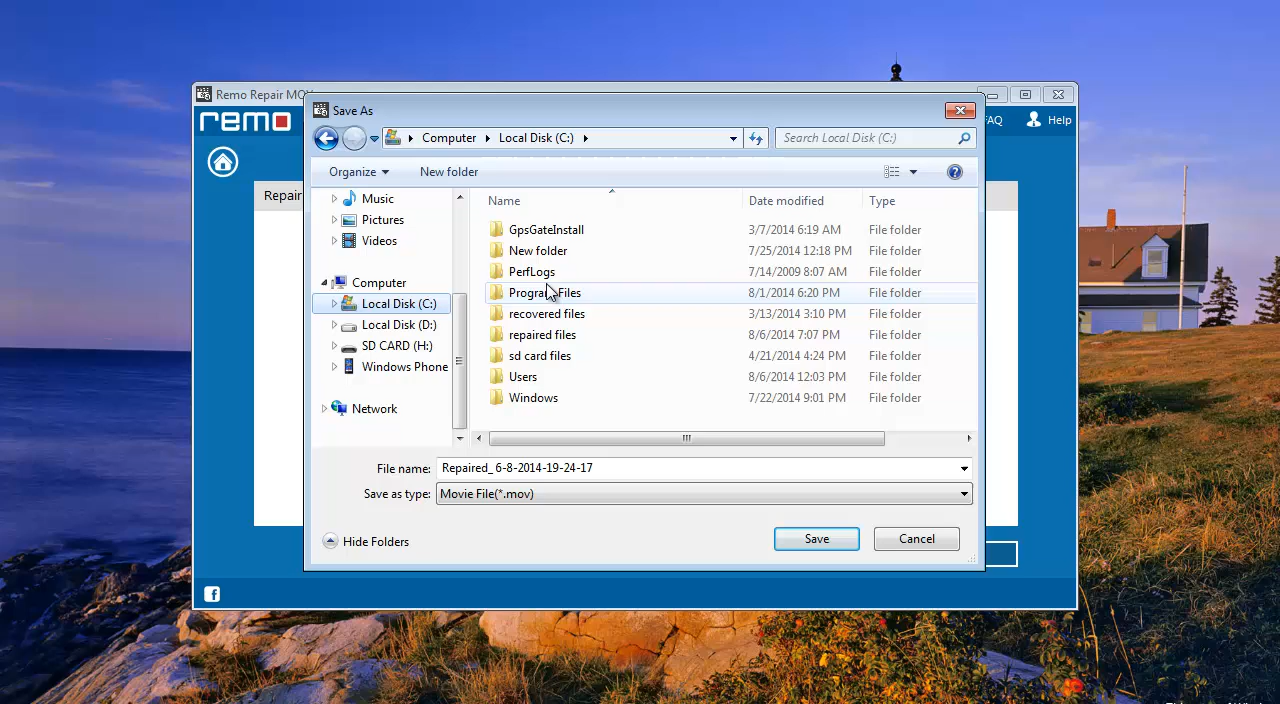 Remo Repair MO
Save As
remo
FAQ
Help
Computer
Local Disk (C:)
Search Local Disk (C:)
Organize
New folder
Repair
Music
Pictures
Videos
Computer
Local Disk (C:)
Local Disk (D:)
SD CARD (H:)
Windows Phone
Network
Name Date modified Type
GpsGateInstall 3/7/2014 6:19 AM File folder
New folder 7/25/2014 12:18 PM File folder
PerfLogs 7/14/2009 8:07 AM File folder
Program Files 8/1/2014 6:20 PM File folder
recovered files 3/13/2014 3:10 PM File folder
repaired files 8/6/2014 7:07 PM File folder
sd card files 4/21/2014 4:24 PM File folder
Users 8/6/2014 12:03 PM File folder
Windows 7/22/2014 9:01 PM File folder
File name: Repaired_ 6-8-2014-19-24-17
Save as type: Movie File(*.mov)
Hide Folders
Save
Cancel
f